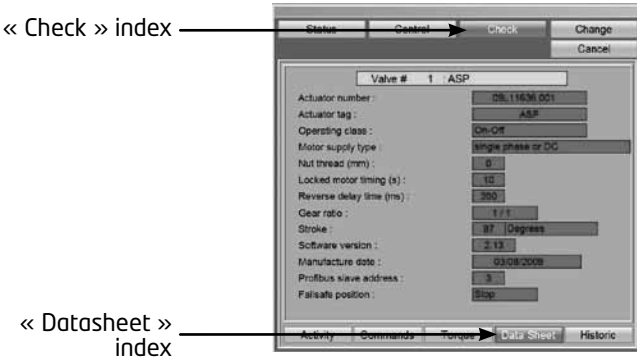 « Check » index
Status Control Check Change
Cancel
Valve # 1 : ASP
Actuator number : 09L11636 001
Actuator tag : ASP
Operating class : On-Off
Motor supply type : single phase or DC
Nut thread (mm) : 0
Locked motor timing (s) : 10
Reverse delay time (ms) : 350
Gear ratio : 1 / 1
Stroke : 87 Degrees
Software version : 2.13
Manufacture date : 03/08/2009
Profibus slave address : 3
Failsafe position : Stop
« Datasheet »
index
Activity Commands Torque Data Sheet Historic